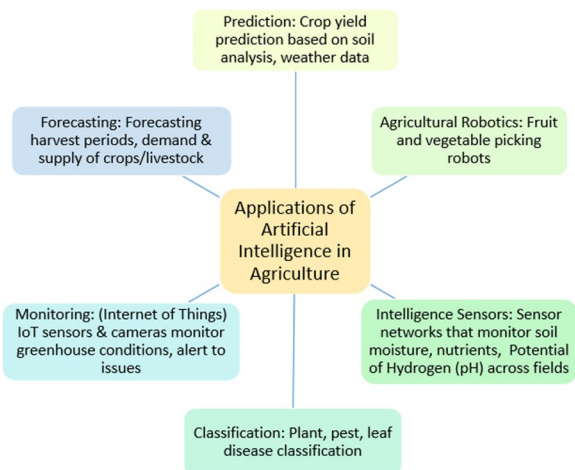 Prediction: Crop yield
prediction based on soil
analysis, weather data
Forecasting: Forecasting
harvest periods, demand &
supply of crops/livestock
Agricultural Robotics: Fruit
and vegetable picking
robots
Applications of
Artificial
Intelligence in
Agriculture
Monitoring: (Internet of Things)
IoT sensors & cameras monitor
greenhouse conditions, alert to
issues
Intelligence Sensors: Sensor
networks that monitor soil
moisture, nutrients, Potential
of Hydrogen (pH) across fields
Classification: Plant, pest, leaf
disease classification